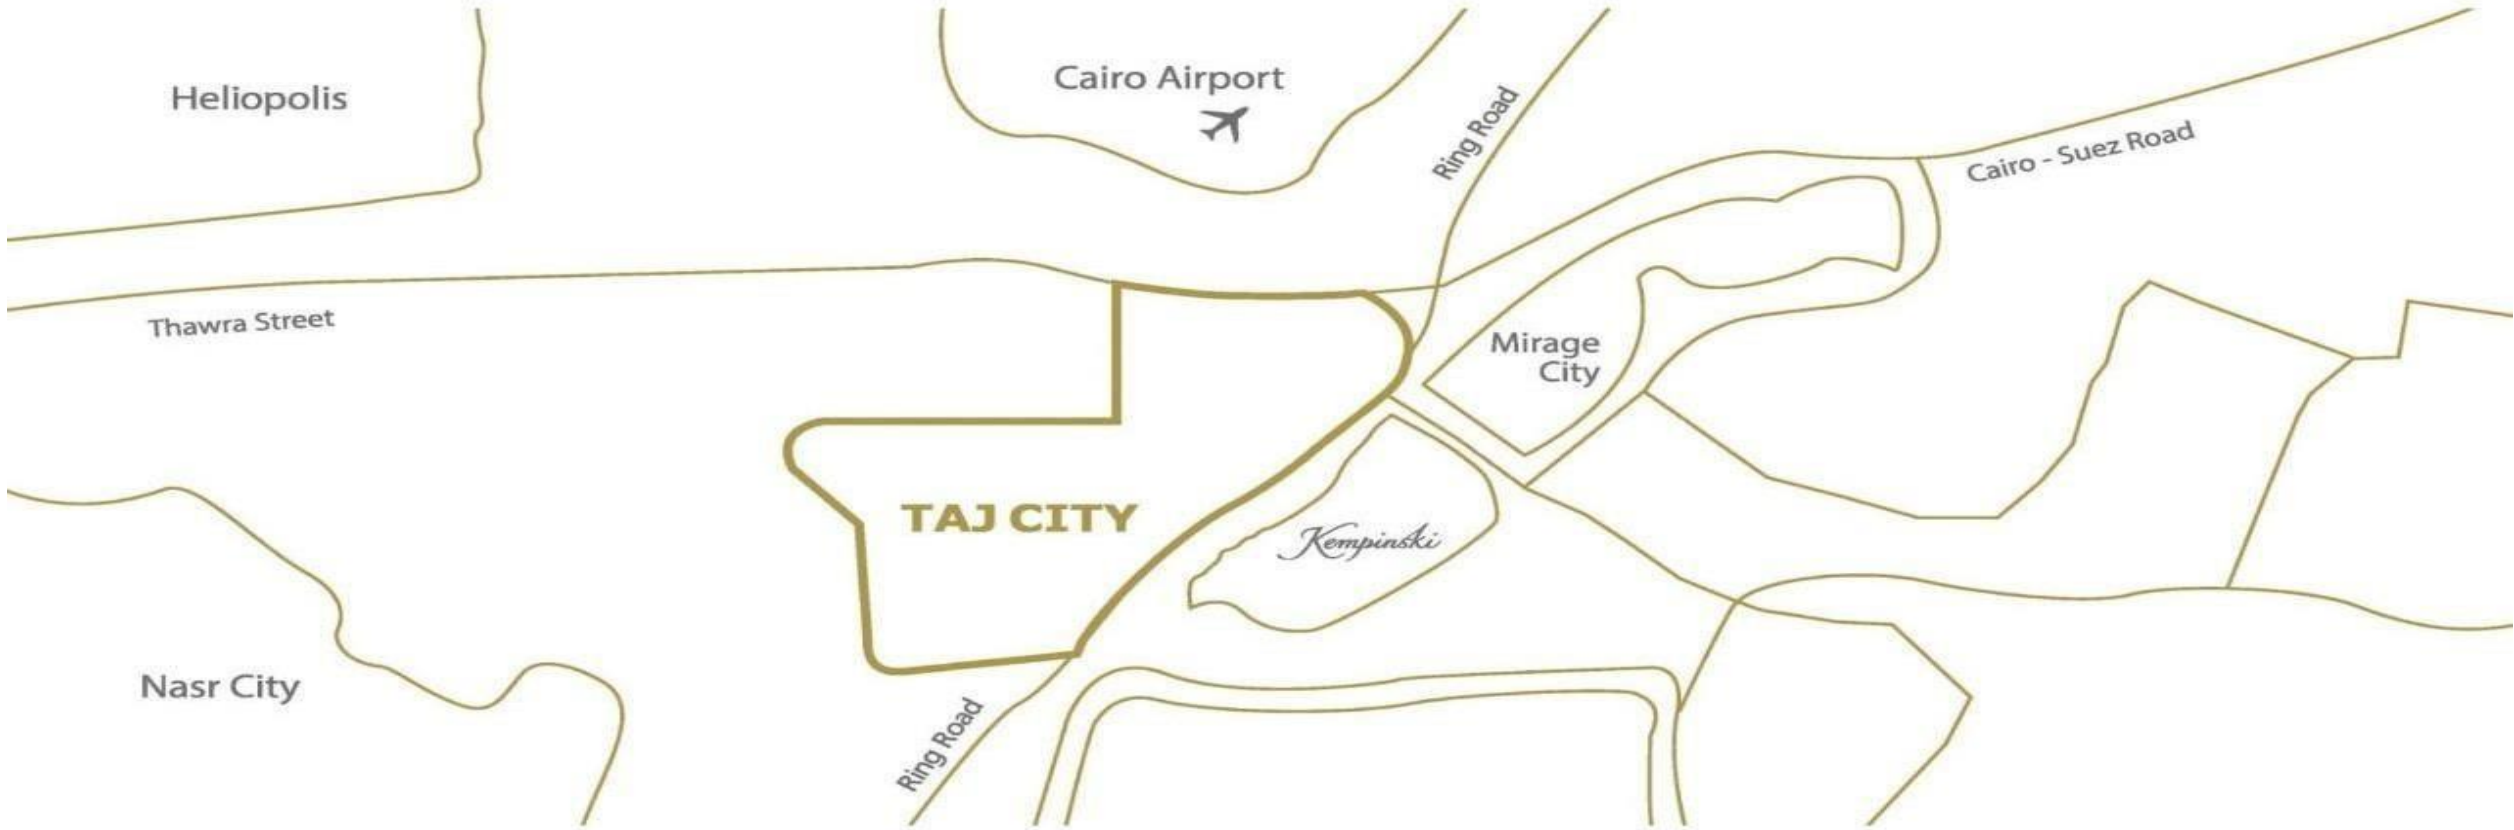 Heliopolis
Cairo Airport
Ring Road
Cairo - Suez Road
Thawra Street
Mirage
City
TAJ CITY
Kempinski
Nasr City
Ring Road